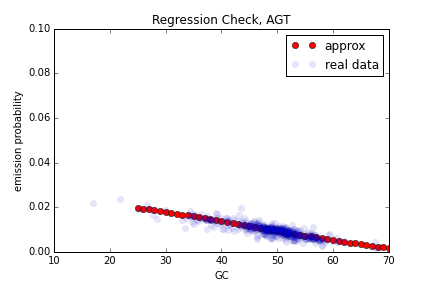 Regression Check, AGT
0.10
0.08
0.06
0.04
0.02
0.00
emission probability
approx
real data
10 20 30 40 50 60 70
GC